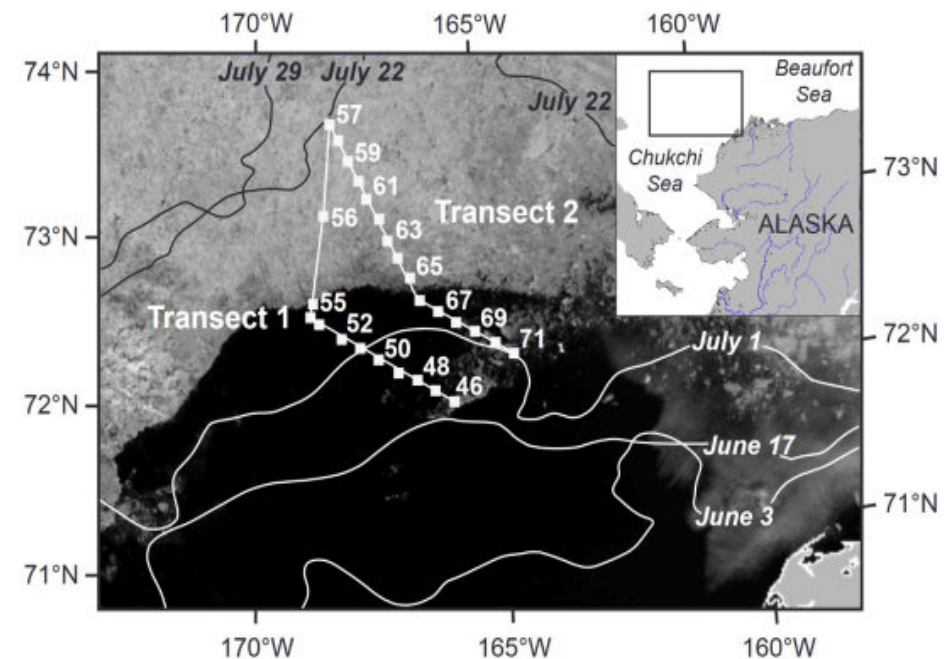 170°W 165°W 160°W
74°N
July 29 July 22
July 22
Beaufort
Sea
Chukchi
Sea
ALASKA
57
59
61
56
Transect 2
63
65
73°N
73°N
Transect 1
55
67
52
69
50
71
48
46
July 1
72°N
72°N
June 17
June 3
71°N
71°N
170°W 165°W 160°W